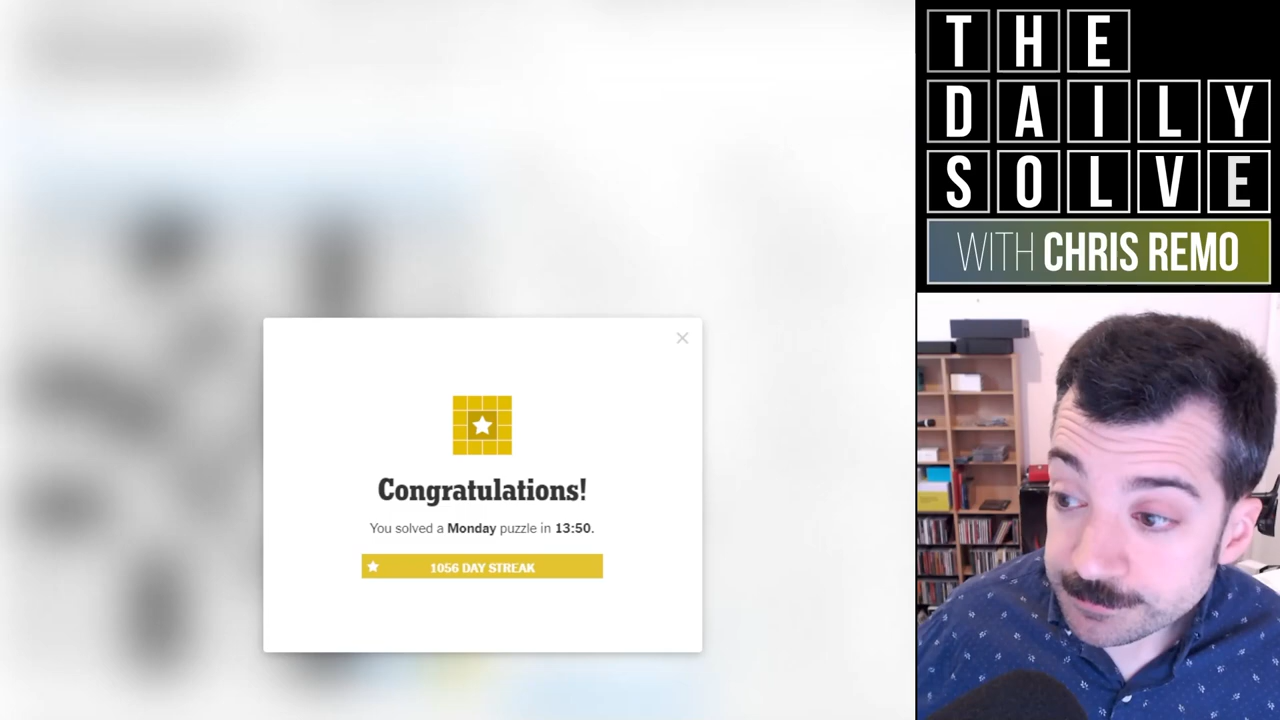 THE
DAILY
SOLVE
WITH CHRIS REMO
Congratulations!
You solved a Monday puzzle in 13:50.
1056 DAY STREAK